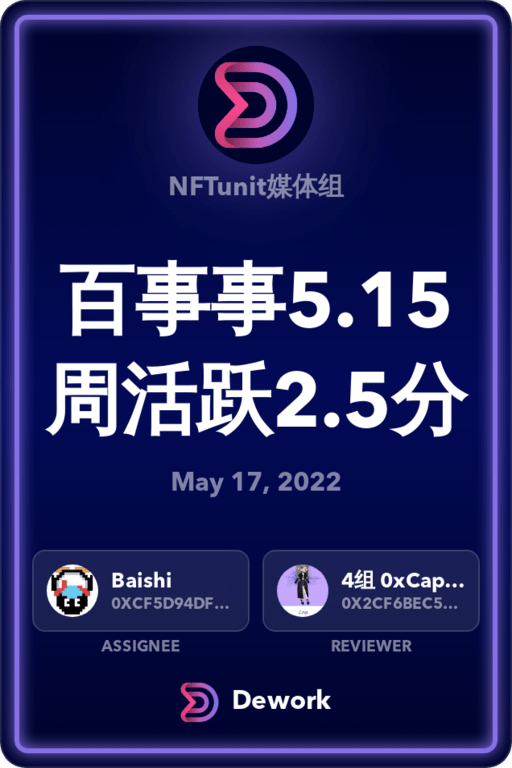 NFTunit媒体组
百事事5.15
周活跃2.5分
May 17, 2022
Baishi
0XCF5D94DF...
ASSIGNEE
4组 0xCap...
0X2CF6BEC5...
REVIEWER
Dework